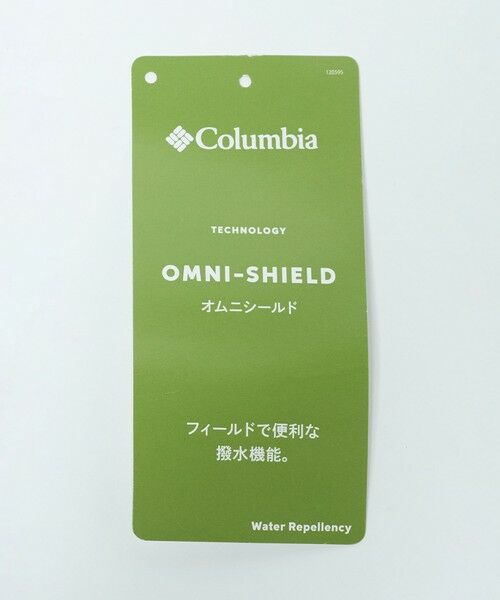 120595
Columbia
TECHNOLOGY
OMNI-SHIELD
オムニシールド
フィールドで便利な
撥水機能。
Water Repellency